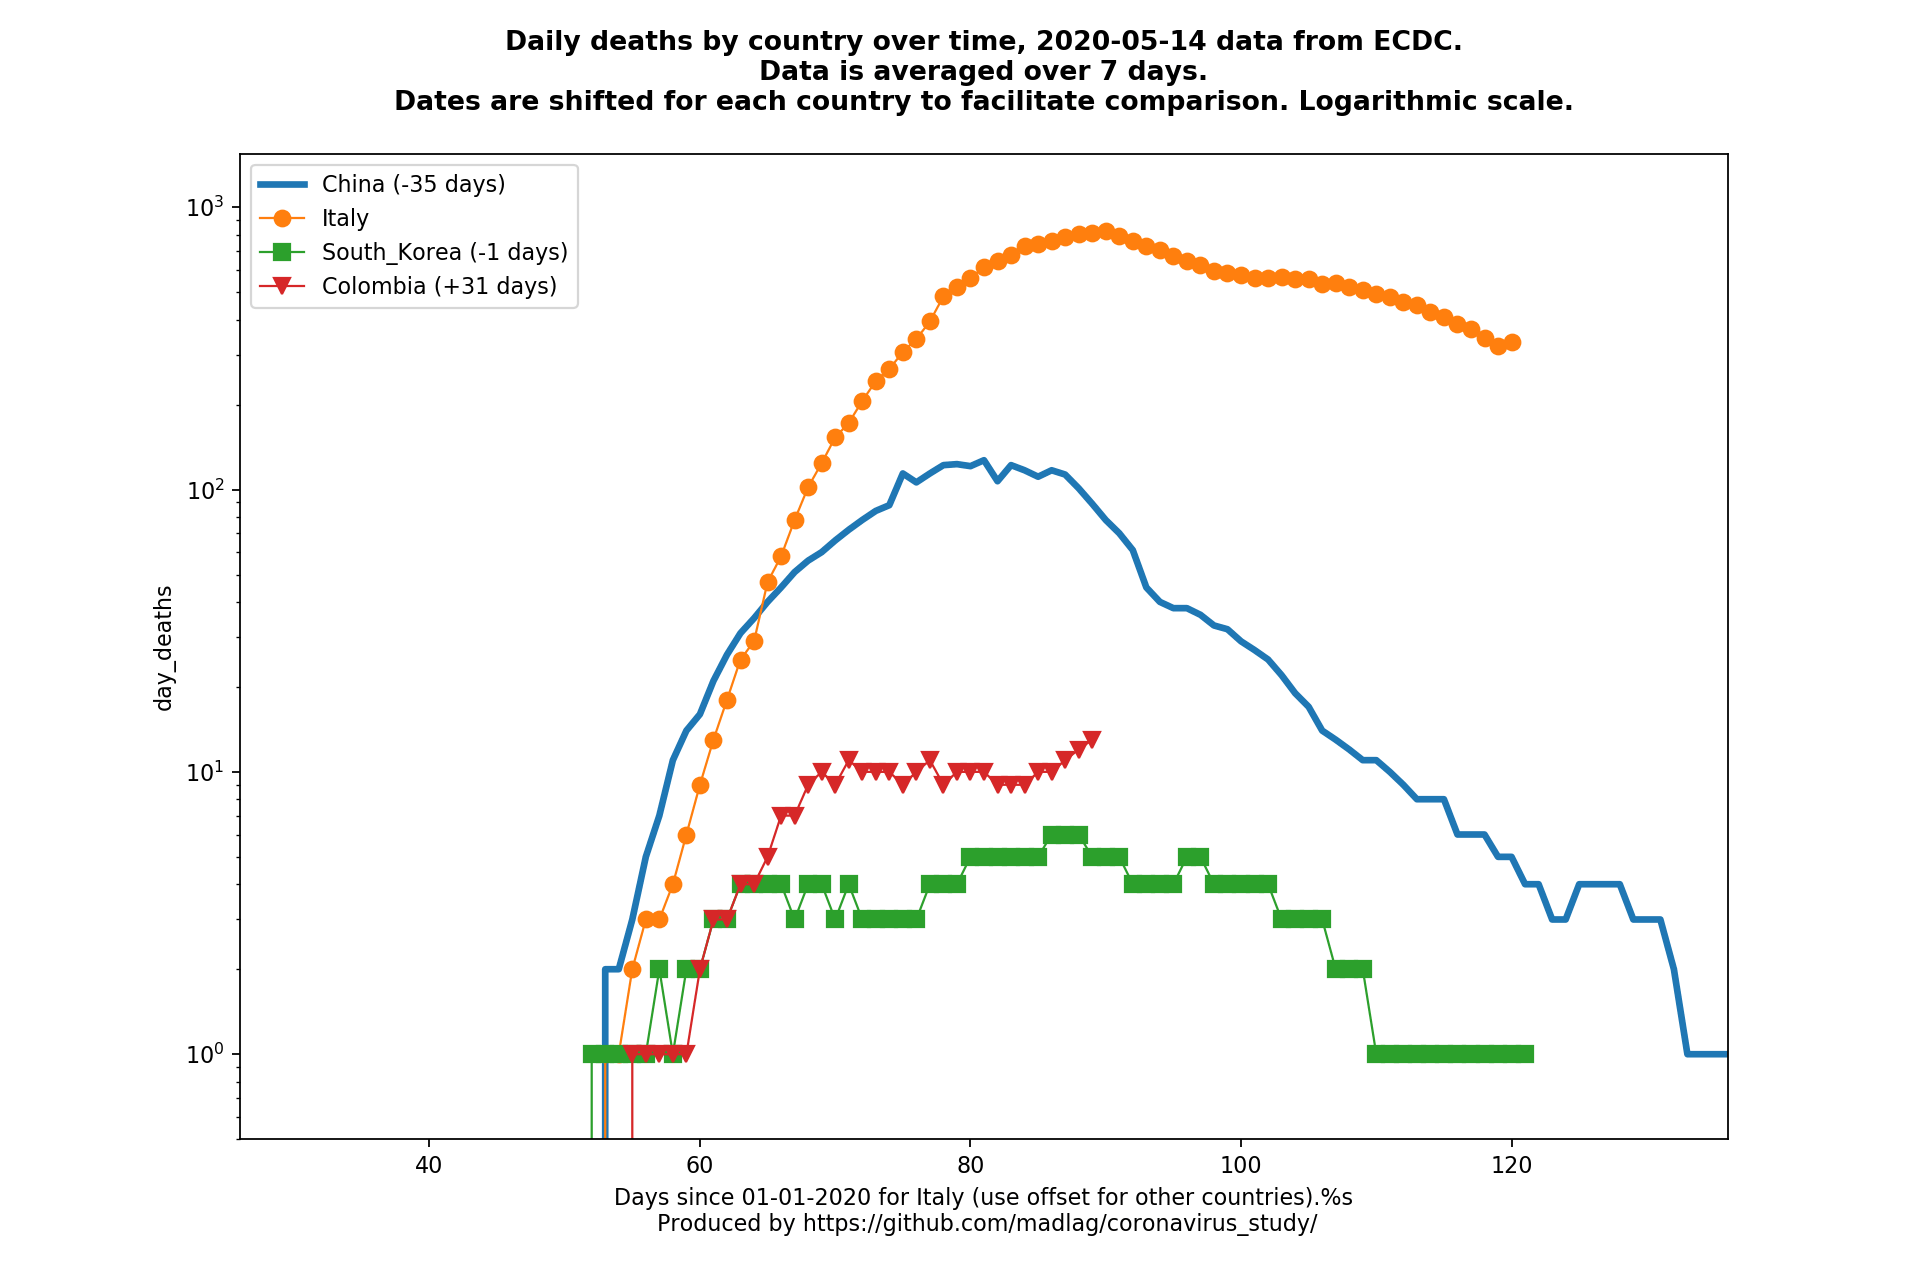 Daily deaths by country over time, 2020-05-14 data from ECDC.
Data is averaged over 7 days.
Dates are shifted for each country to facilitate comparison. Logarithmic scale.
China (-35 days)
Italy
South_Korea (-1 days)
Colombia (+31 days)
day_deaths
10³
10²
10¹
10⁰
40 60 80 100 120
Days since 01-01-2020 for Italy (use offset for other countries).%s
Produced by https://github.com/madlag/coronavirus_study/